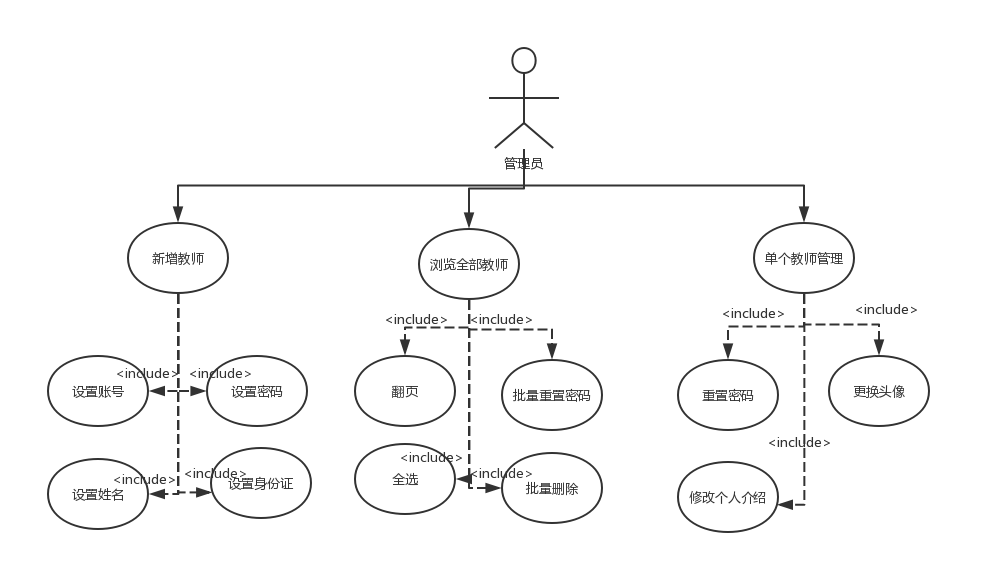 管理员
新增教师
浏览全部教师
单个教师管理
<include>
<include>
<include>
<include>
<include>
<include>
设置账号
设置密码
翻页
批量重置密码
重置密码
更换头像
<include>
<include>
<include>
<include>
<include>
设置姓名
设置身份证
全选
批量删除
修改个人介绍